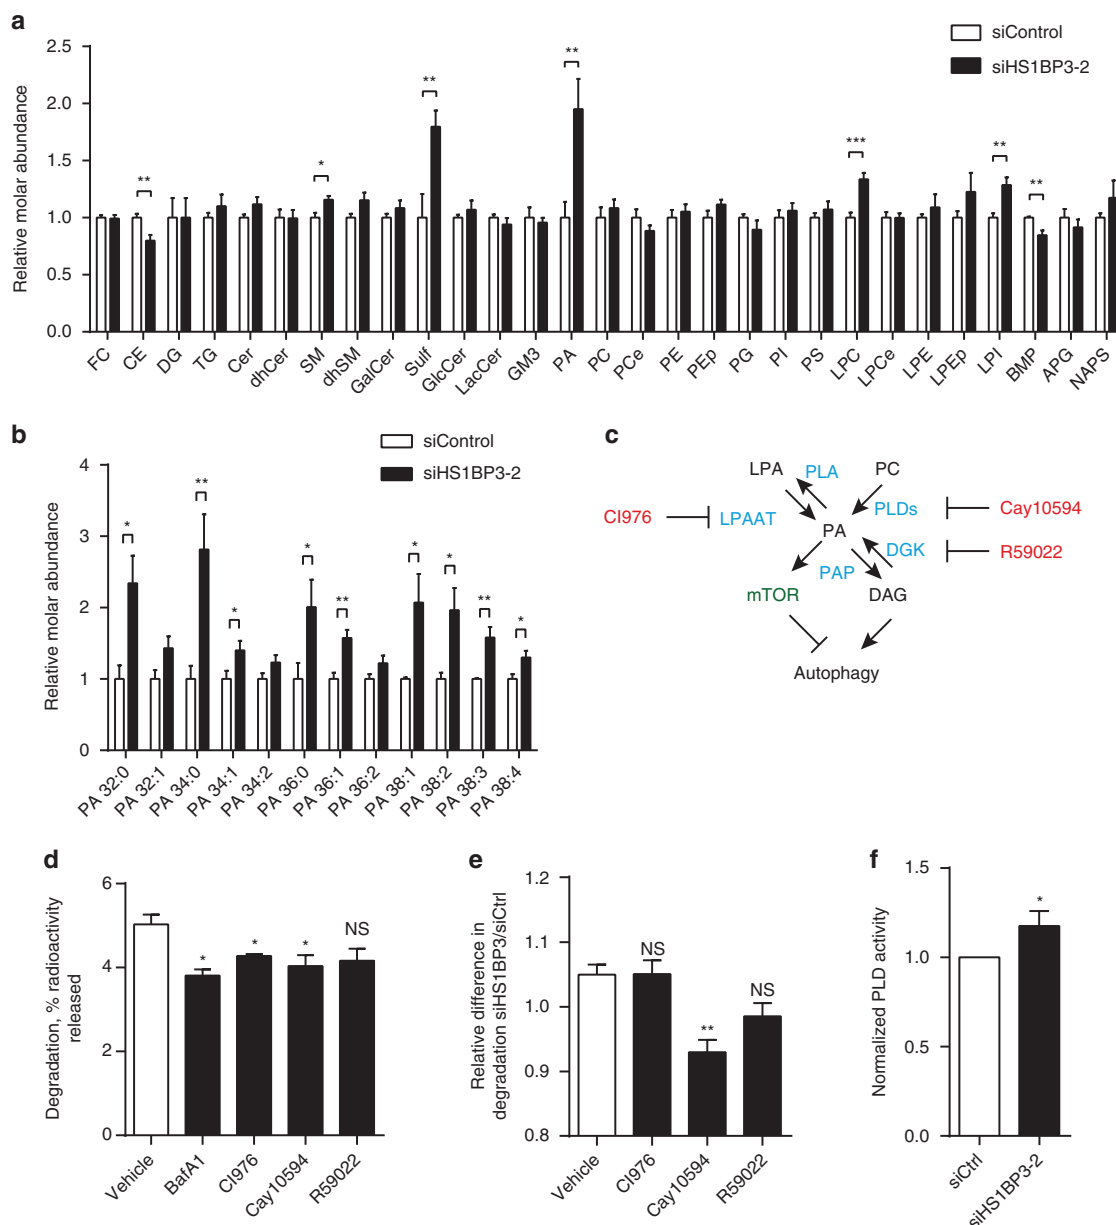 a
siControl
siHS1BP3-2
Relative molar abundance
2.5
2.0
1.5
1.0
0.5
0.0
** * ** ** *** ** **
FC CE DG TG Cer dhCer SM dhSM GalCer Sulf GlcCer LacCer GM3 PA PC PCe PE PEp PG PI PS LPC LPCe LPE LPEp LPI BMP APG NAPS
b
siControl
siHS1BP3-2
Relative molar abundance
4
3
2
1
0
* ** * * ** * * ** *
PA 32:0 PA 32:1 PA 34:0 PA 34:1 PA 34:2 PA 36:0 PA 36:1 PA 36:2 PA 38:1 PA 38:2 PA 38:3 PA 38:4
c
LPA PLA PC
CI976 LPAAT PLDs Cay10594
PA
DGK R59022
PAP
mTOR DAG
Autophagy
d
Degradation, % radioactivity
released
6
4
2
0
* * * NS
Vehicle BafA1 CI976 Cay10594 R59022
e
Relative difference in
degradation siHS1BP3/siCtrl
1.2
1.1
1.0
0.9
0.8
NS ** NS
Vehicle CI976 Cay10594 R59022
f
Normalized PLD activity
1.5
1.0
0.5
0.0
*
siCtrl siHS1BP3-2